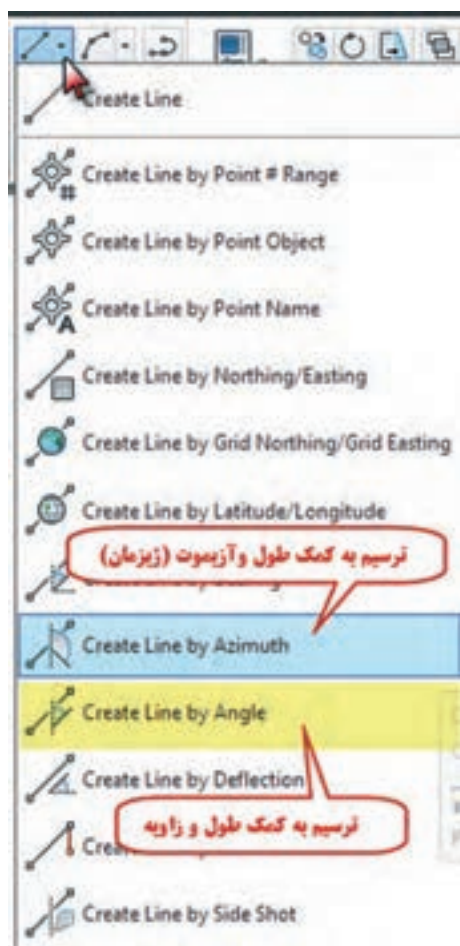 Create Line
Create Line by Point # Range
Create Line by Point Object
Create Line by Point Name
Create Line by Northing/Easting
Create Line by Grid Northing/Grid Easting
Create Line by Latitude/Longitude
ترسیم به کمک طول و آزیموت (ژیزمان)
Create Line by Azimuth
Create Line by Angle
Create Line by Deflection
ترسیم به کمک طول و زاویه
Create Line by Side Shot